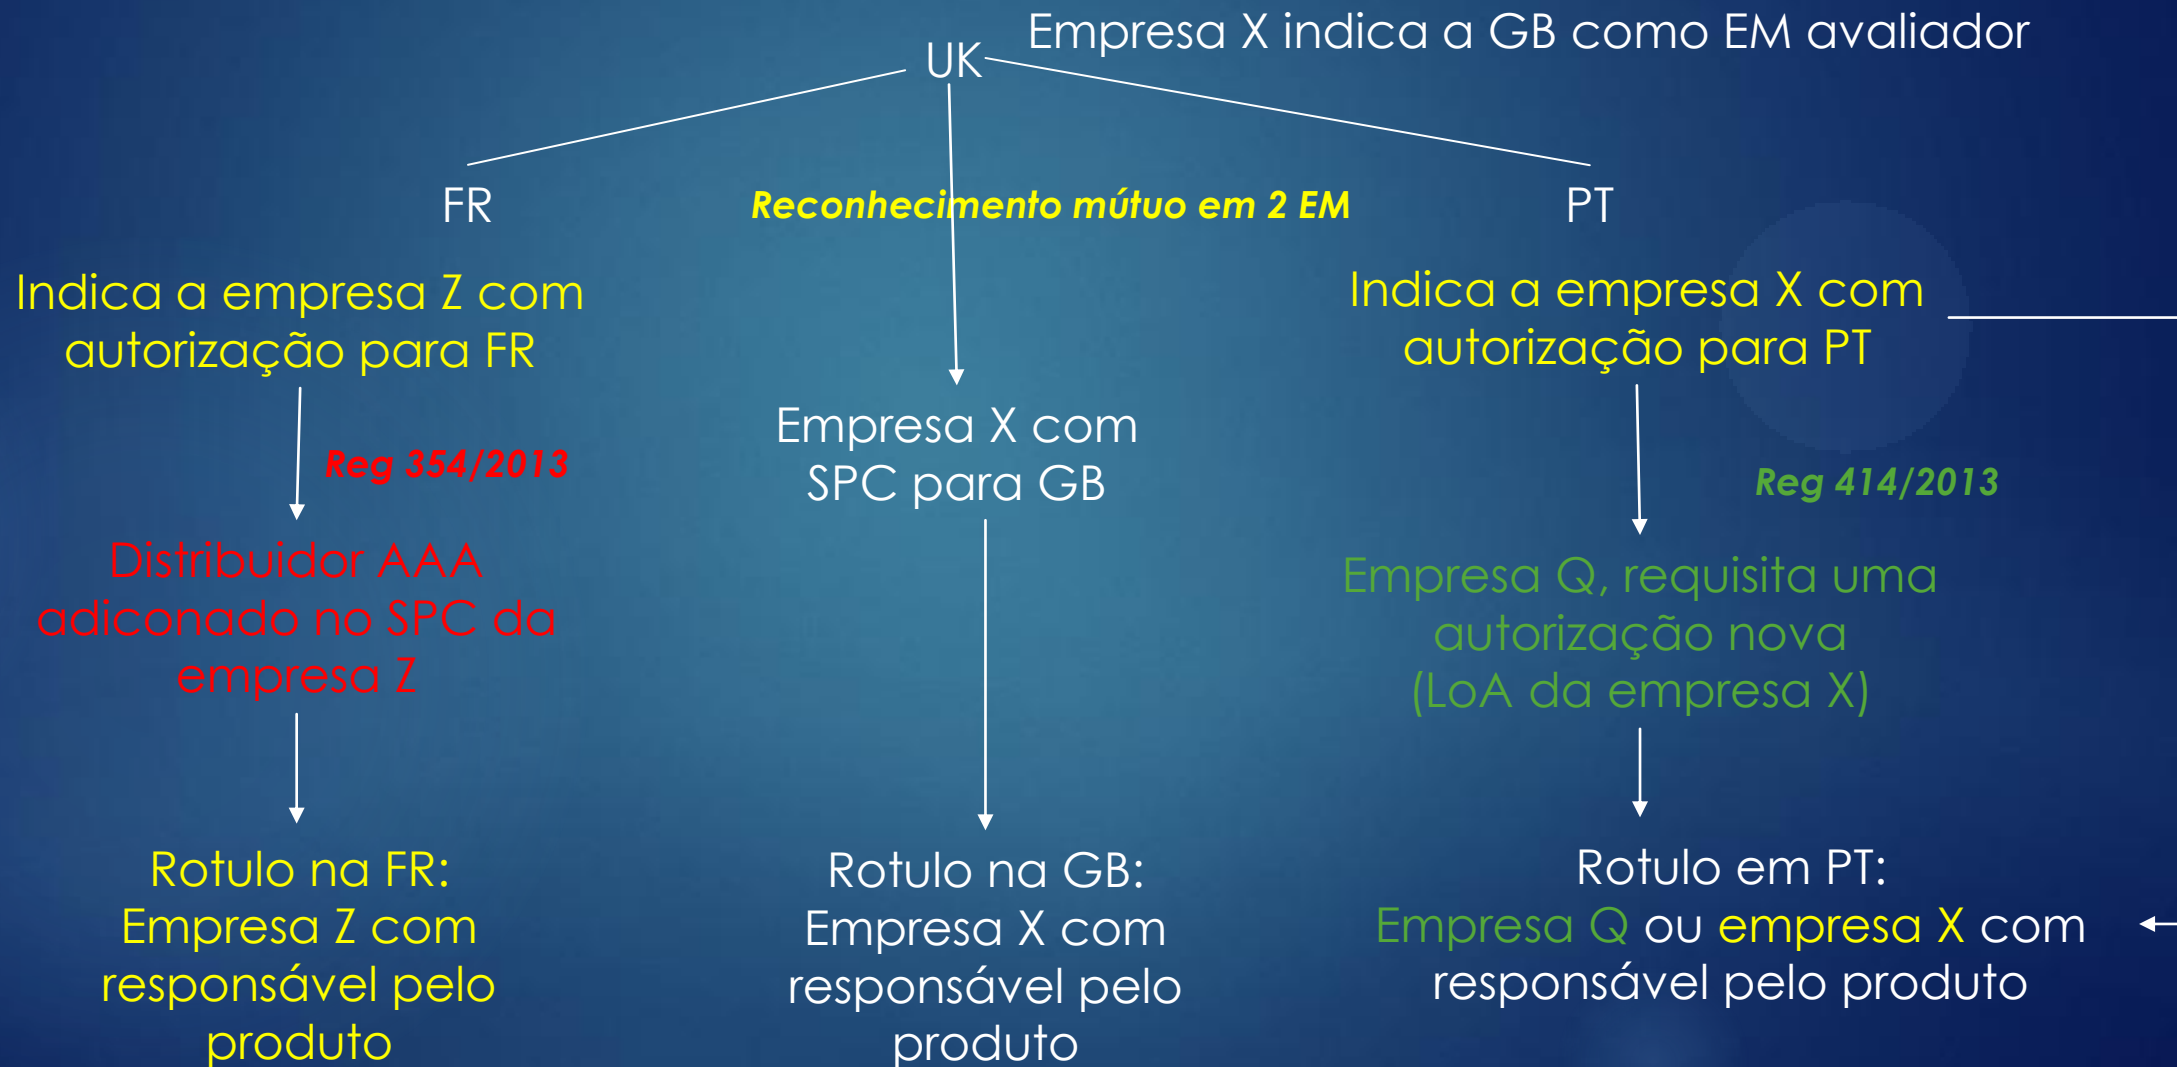 Empresa X indica a GB como EM avaliador
UK
FR
Reconhecimento mútuo em 2 EM
PT
Indica a empresa Z com
autorização para FR
Indica a empresa X com
autorização para PT
Empresa X com
SPC para GB
Reg 354/2013
Reg 414/2013
Distribuidor AAA
adiconado no SPC da
empresa Z
Empresa Q, requisita uma
autorização nova
(LoA da empresa X)
Rotulo na FR:
Empresa Z com
responsável pelo
produto
Rotulo na GB:
Empresa X com
responsável pelo
produto
Rotulo em PT:
Empresa Q ou empresa X com
responsável pelo produto